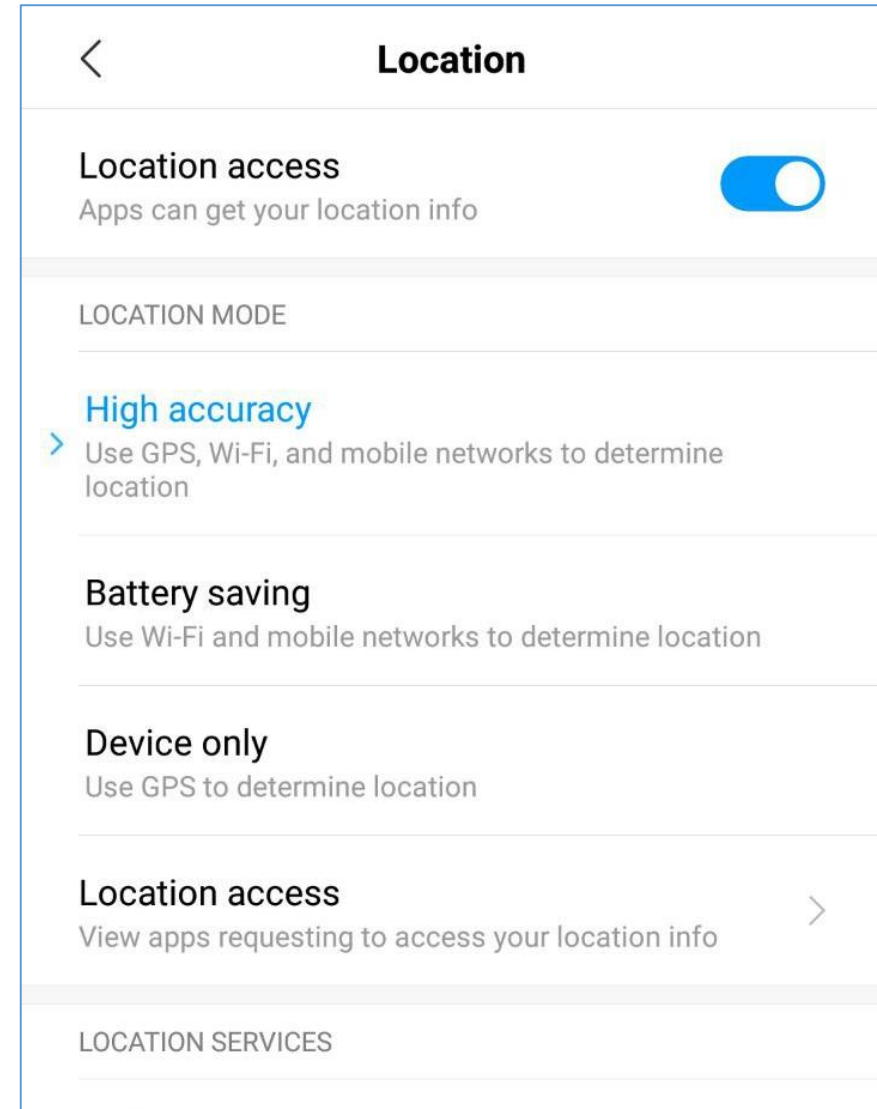 Location
Location access
Apps can get your location info
LOCATION MODE
High accuracy
Use GPS, Wi-Fi, and mobile networks to determine
location
Battery saving
Use Wi-Fi and mobile networks to determine location
Device only
Use GPS to determine location
Location access
View apps requesting to access your location info
LOCATION SERVICES